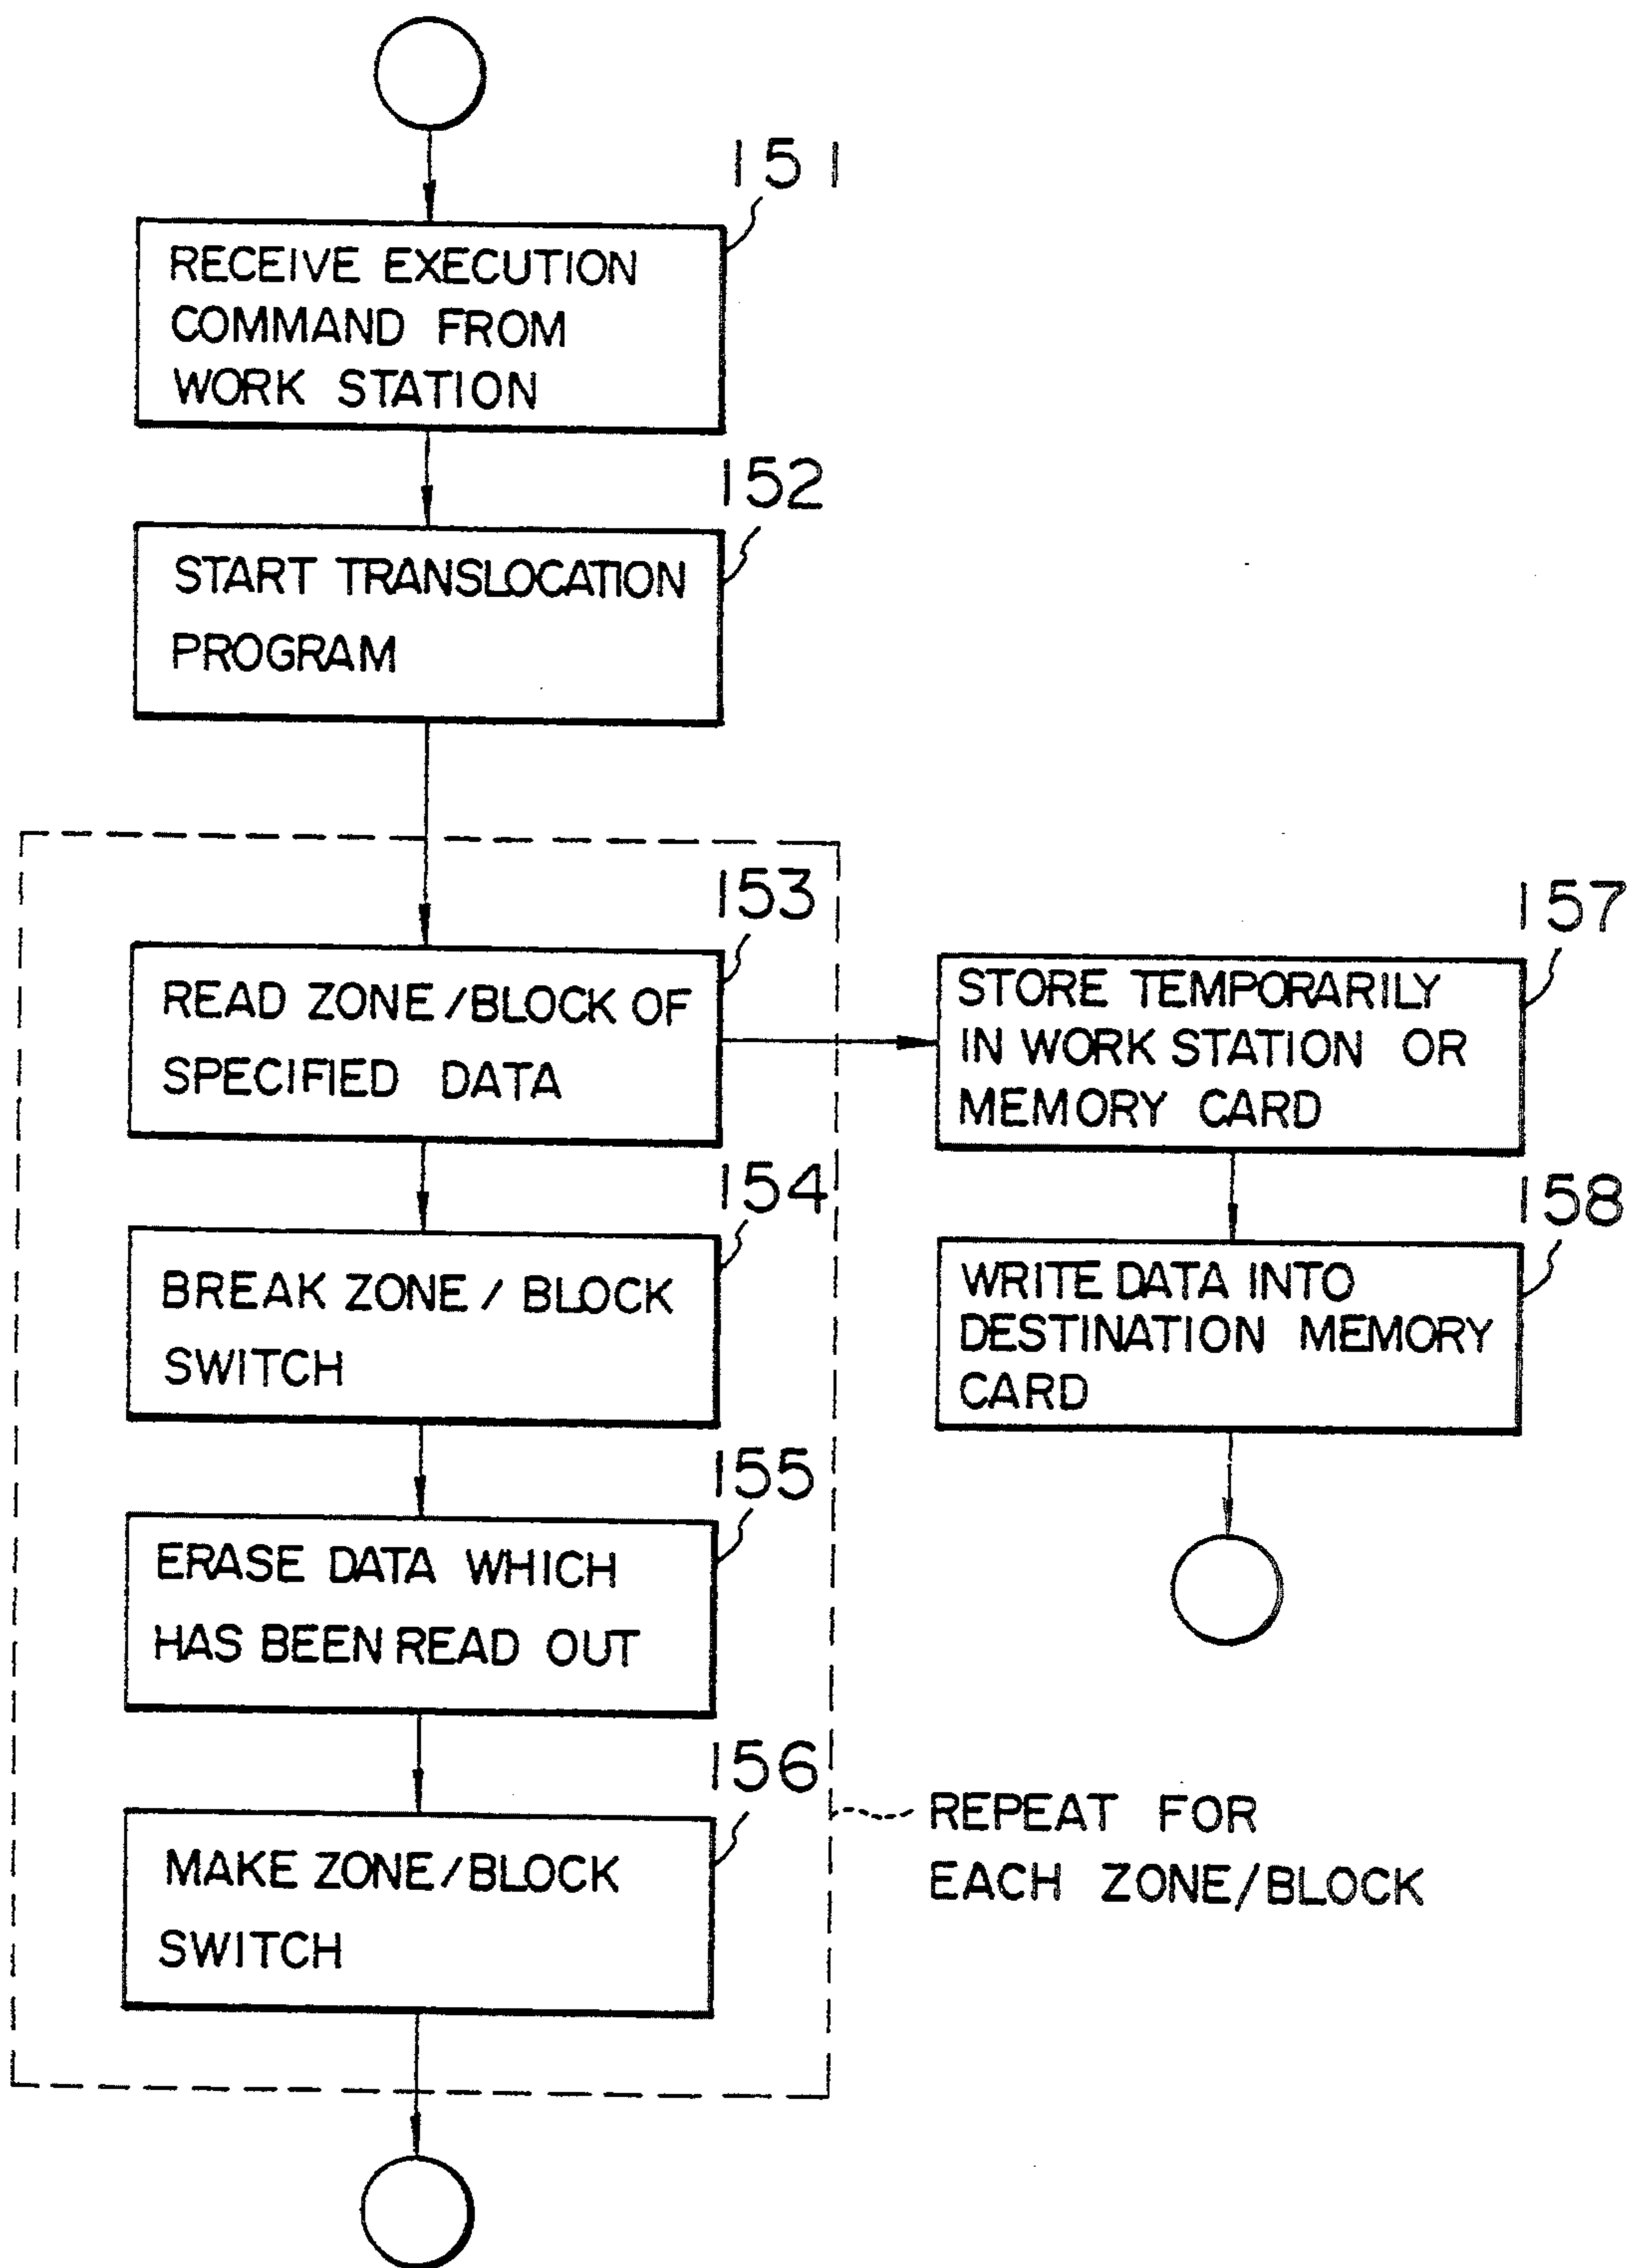 151
RECEIVE EXECUTION
COMMAND FROM
WORK STATION
152
START TRANSLOCATION
PROGRAM
153
READ ZONE/BLOCK OF
SPECIFIED DATA
154
BREAK ZONE/BLOCK
SWITCH
155
ERASE DATA WHICH
HAS BEEN READ OUT
156
MAKE ZONE/BLOCK
SWITCH
157
STORE TEMPORARILY
IN WORK STATION OR
MEMORY CARD
158
WRITE DATA INTO
DESTINATION MEMORY
CARD
REPEAT FOR
EACH ZONE/BLOCK